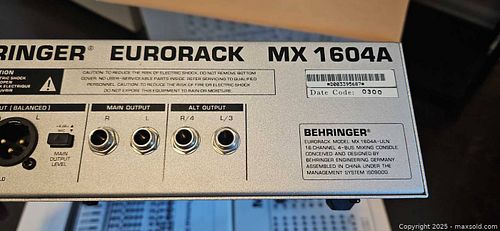 RINGER® EURORACK MX 1604A
CAUTION
CAUTION: TO REDUCE THE RISK OF ELECTRIC SHOCK, DO NOT REMOVE BOTTOM
COVER. NO USER-SERVICEABLE PARTS INSIDE. REFER SERVICING TO QUALIFIED
PERSONNEL. CAUTION: TO REDUCE THE RISK OF FIRE OR ELECTRIC SHOCK
DO NOT EXPOSE THIS EQUIPMENT TO RAIN OR MOISTURE.
Date Code: 0300
(BALANCED)
L
MIC
MAIN
OUTPUT
LEVEL
MAIN OUTPUT
R L
ALT OUTPUT
R/4 L/3
BEHRINGER®
EURORACK MODEL MX 1604A-ULN
16 CHANNEL 4-BUS MIXING CONSOLE
CONCEIVED AND DESIGNED BY
BEHRINGER ENGINEERING GERMANY
ASSEMBLED IN CHINA UNDER THE
MANAGEMENT SYSTEM ISO9000
Copyright © 2025 - maxsold.com